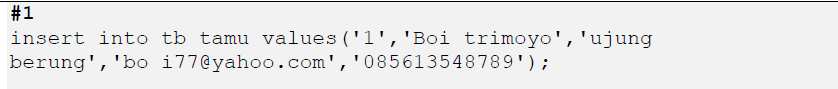 #1
insert into tb tamu values('1','Boi trimoyo','ujung
berung','bo i77@yahoo.com','085613548789');